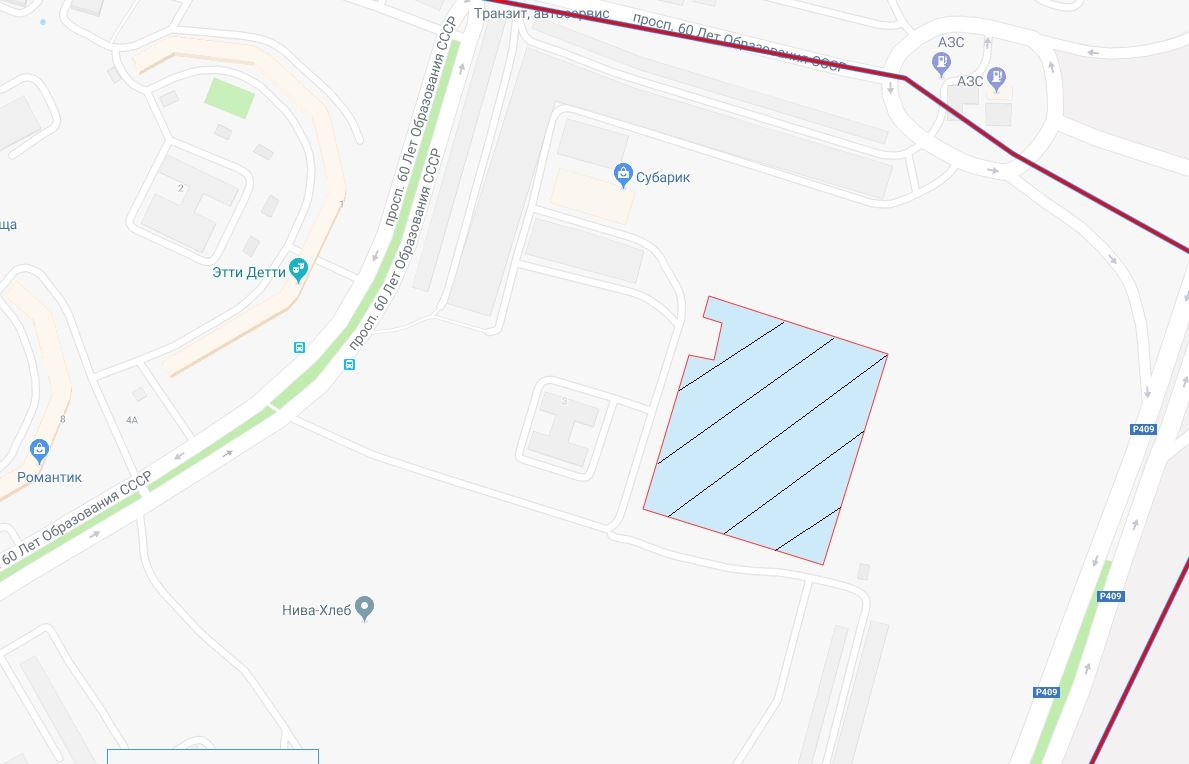 Транзит, автосервис
просп. 60 Лет Образования СССР
АЗС
АЗС
просп. 60 Лет Образования СССР
просп. 60 Лет Образования СССР
Субарик
2
1
ща
Этти Детти
3
8
4А
Р409
Романтик
60 Лет Образования СССР
Р409
Нива-Хлеб
Р409